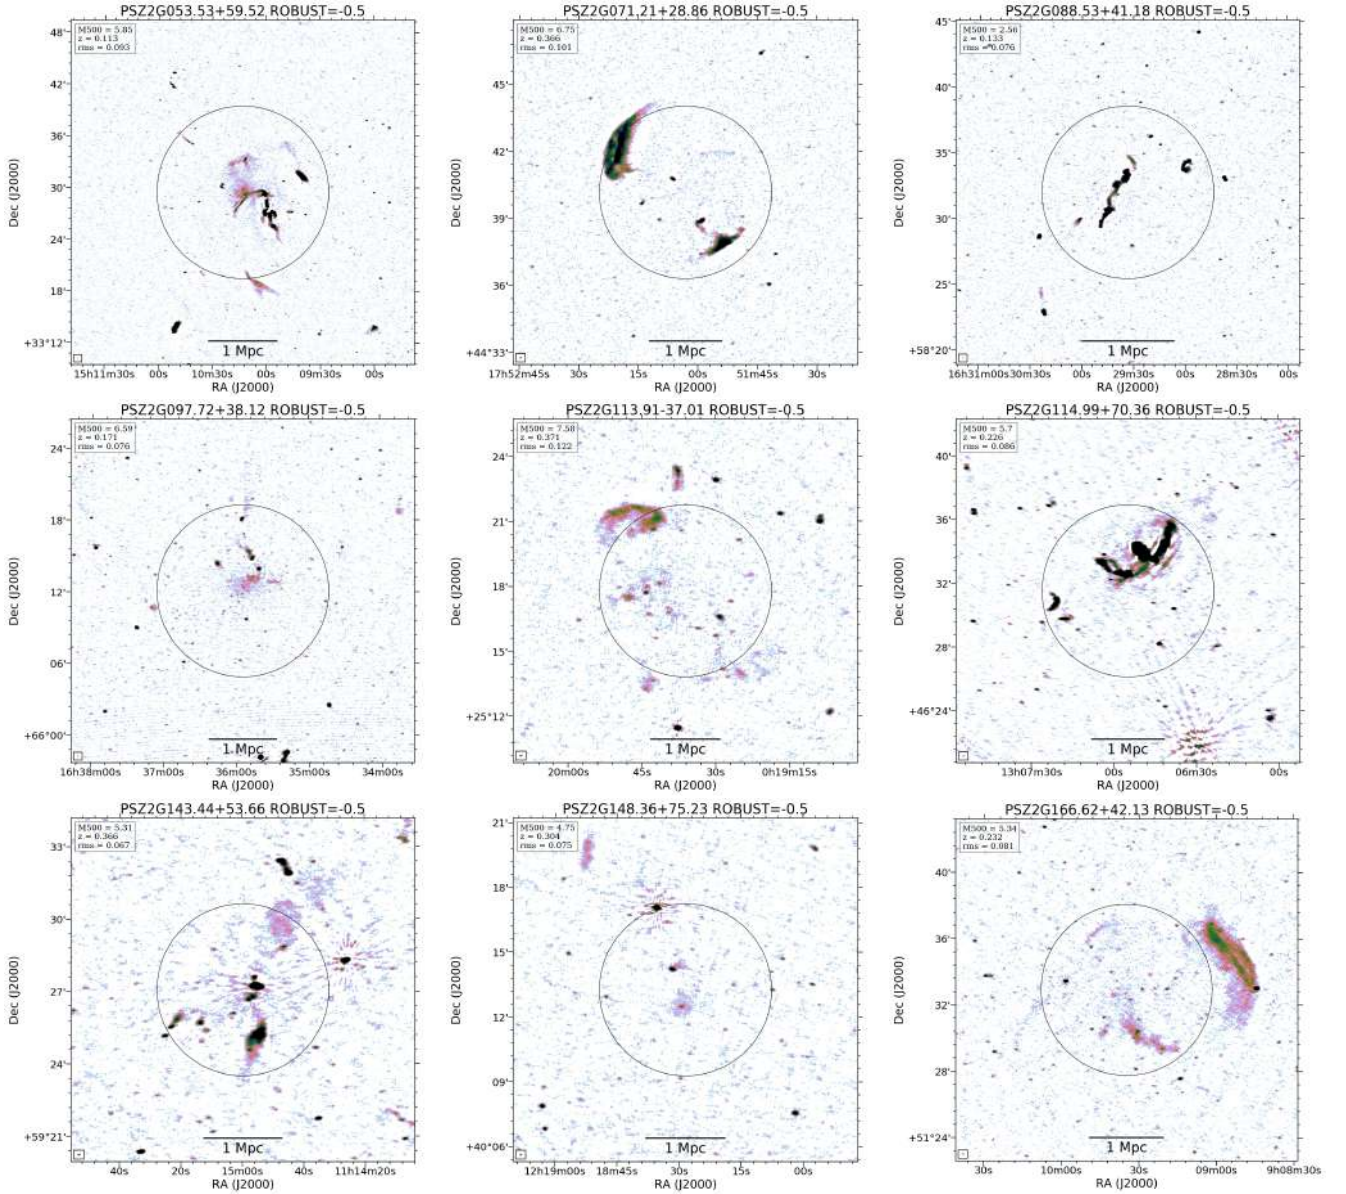 PSZ2G053.53+59.52 ROBUST=-0.5
M500 = 5.85
z = 0.113
rms = 0.093
48'
42'
36'
30'
24'
18'
+33°12'
Dec (J2000)
1 Mpc
15h11m30s 00s 10m30s 00s 09m30s 00s
RA (J2000)
PSZ2G071.21+28.86 ROBUST=-0.5
M500 = 6.75
z = 0.366
rms = 0.101
45'
42'
39'
36'
+44°33'
Dec (J2000)
1 Mpc
17h52m45s 30s 15s 00s 51m45s 30s
RA (J2000)
PSZ2G088.53+41.18 ROBUST=-0.5
M500 = 2.56
z = 0.133
rms = 0.076
45'
40'
35'
30'
25'
+58°20'
Dec (J2000)
1 Mpc
16h31m00s 30m30s 00s 29m30s 00s 28m30s 00s
RA (J2000)
PSZ2G097.72+38.12 ROBUST=-0.5
M500 = 6.59
z = 0.171
rms = 0.076
24'
18'
12'
06'
+66°00'
Dec (J2000)
1 Mpc
16h38m00s 37m00s 36m00s 35m00s 34m00s
RA (J2000)
PSZ2G113.91-37.01 ROBUST=-0.5
M500 = 7.58
z = 0.371
rms = 0.122
24'
21'
18'
15'
+25°12'
Dec (J2000)
1 Mpc
20m00s 45s 30s 0h19m15s
RA (J2000)
PSZ2G114.99+70.36 ROBUST=-0.5
M500 = 5.7
z = 0.226
rms = 0.086
40'
36'
32'
28'
+46°24'
Dec (J2000)
1 Mpc
13h07m30s 00s 06m30s 00s
RA (J2000)
PSZ2G143.44+53.66 ROBUST=-0.5
M500 = 5.31
z = 0.366
rms = 0.067
33'
30'
27'
24'
+59°21'
Dec (J2000)
1 Mpc
40s 20s 15m00s 40s 11h14m20s
RA (J2000)
PSZ2G148.36+75.23 ROBUST=-0.5
M500 = 4.75
z = 0.304
rms = 0.075
21'
18'
15'
12'
09'
+40°06'
Dec (J2000)
1 Mpc
12h19m00s 18m45s 30s 15s 00s
RA (J2000)
PSZ2G166.62+42.13 ROBUST=-0.5
M500 = 5.34
z = 0.232
rms = 0.081
40'
36'
32'
28'
+51°24'
Dec (J2000)
1 Mpc
30s 10m00s 30s 09m00s 9h08m30s
RA (J2000)